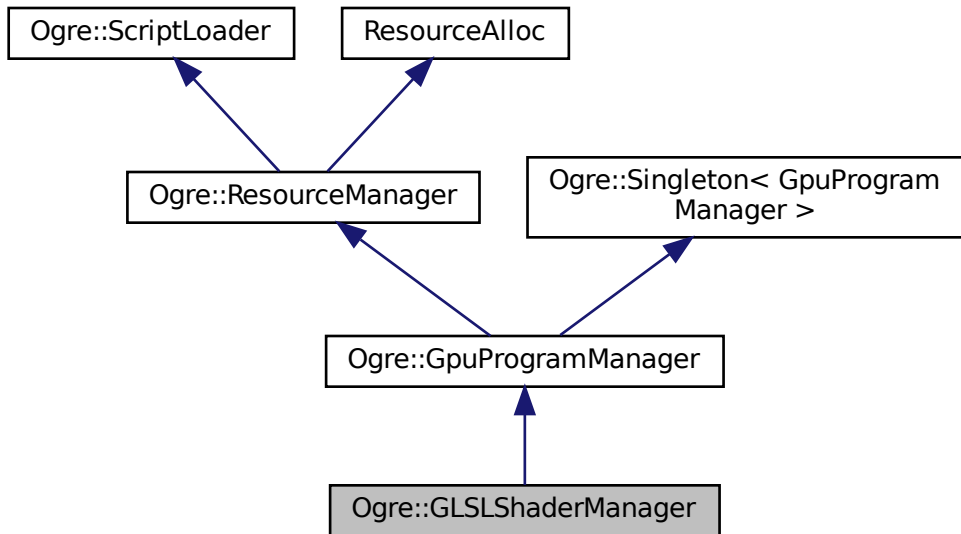 Ogre::ScriptLoader
ResourceAlloc
Ogre::ResourceManager
Ogre::Singleton< GpuProgram
Manager >
Ogre::GpuProgramManager
Ogre::GLSLShaderManager